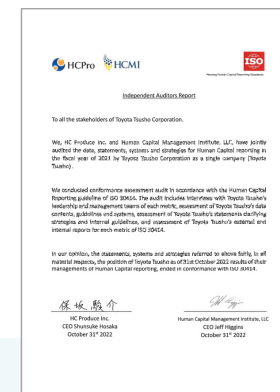 HCPro HCMI
ISO
Independent Auditors Report
To all the stakeholders of Toyota Tsusho Corporation.
We, HC Produce Inc. and Human Capital Management Institute, LLC, have jointly
audited the data, statements, systems and strategies for Human Capital reporting in
the fiscal year of 2021 by Toyota Tsusho Corporation as a single company (Toyota
Tsusho).
We conducted conformance assessment audit in accordance with the Human Capital
Reporting guideline of ISO 30414. The audit includes interviews with Toyota Tsusho's
leadership and management teams of each metric, assessment of Toyota Tsusho's data
contents, guidelines and systems, assessment of Toyota Tsusho's statements clarifying
strategies and internal guidelines, and assessment of Toyota Tsusho's external and
internal reports for each metric of ISO 30414.
In our opinion, the statements, systems and strategies referred to above fairly, in all
material respects, the position of Toyota Tsusho as of 31st October 2022 results of their
managements of Human Capital reporting, ended in conformance with ISO 30414.
保坂駿介
HC Produce Inc.
CEO Shunsuke Hosaka
October 31st 2022
Human Capital Management Institute, LLC
CEO Jeff Higgins
October 31st 2022